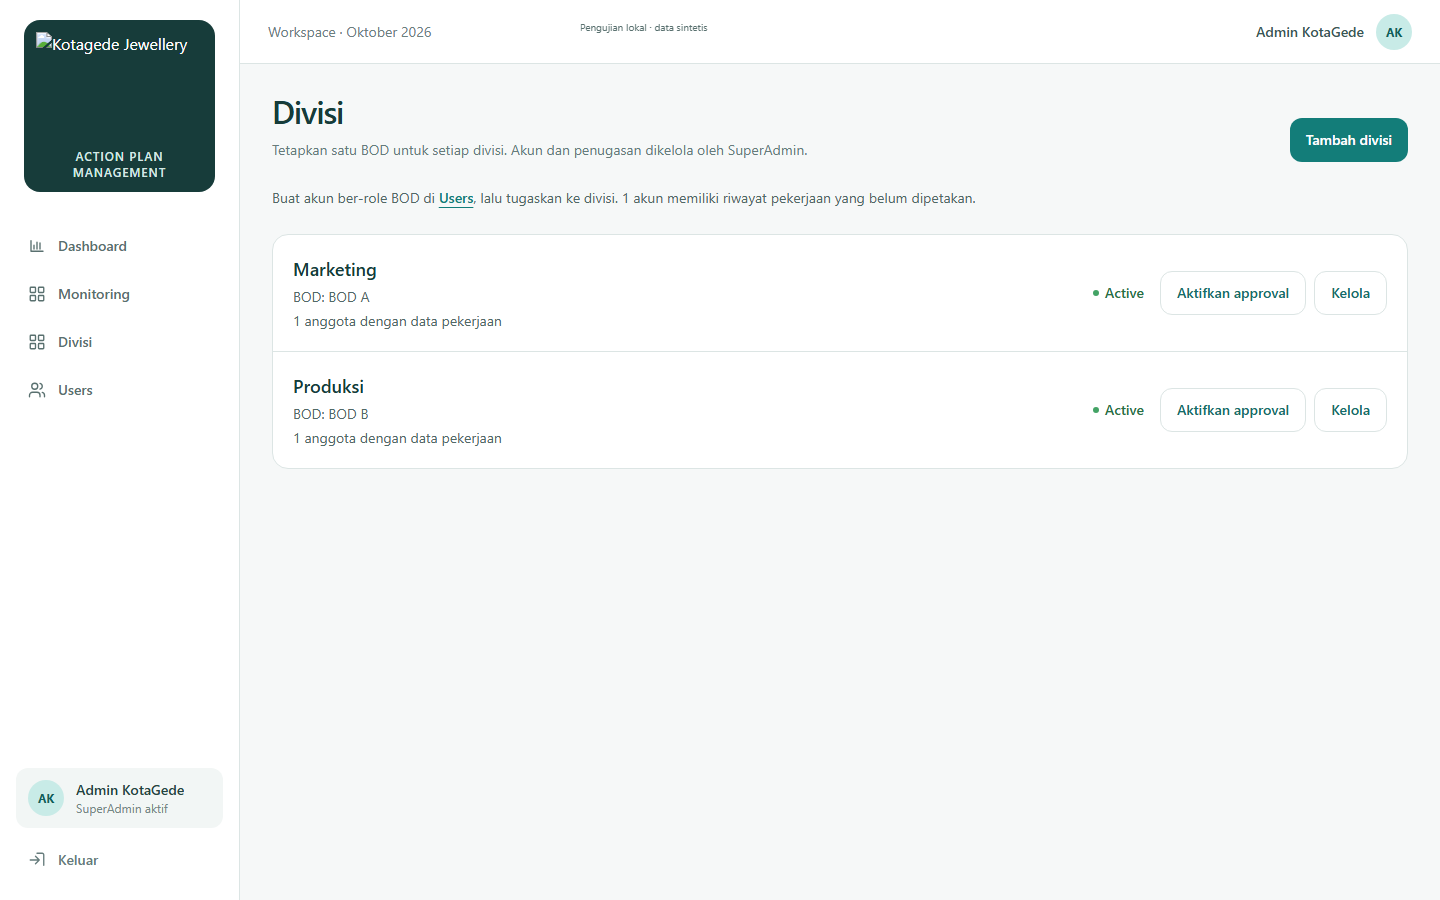 Kotagede Jewellery
ACTION PLAN
MANAGEMENT
Dashboard
Monitoring
Divisi
Users
Admin KotaGede
AK
SuperAdmin aktif
Keluar
Workspace · Oktober 2026
Pengujian lokal · data sintetis
Admin KotaGede
AK
Divisi
Tetapkan satu BOD untuk setiap divisi. Akun dan penugasan dikelola oleh SuperAdmin.
Tambah divisi
Buat akun ber-role BOD di Users, lalu tugaskan ke divisi. 1 akun memiliki riwayat pekerjaan yang belum dipetakan.
Marketing
BOD: BOD A
1 anggota dengan data pekerjaan
Active
Aktifkan approval
Kelola
Produksi
BOD: BOD B
1 anggota dengan data pekerjaan
Active
Aktifkan approval
Kelola